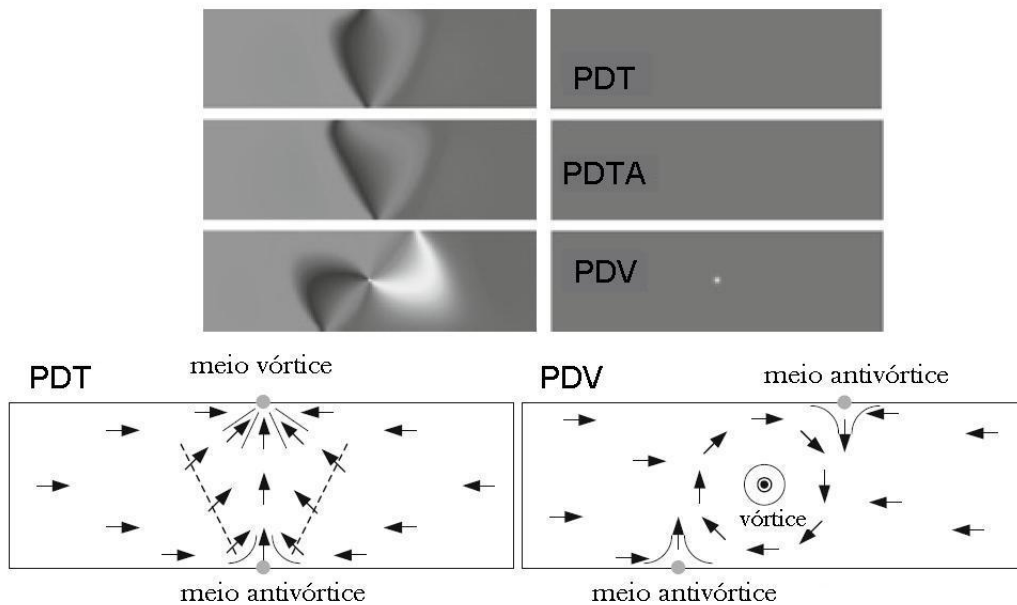 PDT
PDTA
PDV
PDT
meio vórtice
meio antivórtice
PDV
meio antivórtice
vórtice
meio antivórtice